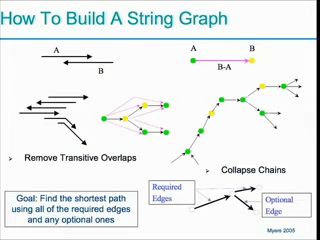 How To Build A String Graph
A
B
A B
B-A
➢ Remove Transitive Overlaps
➢ Collapse Chains
Goal: Find the shortest path
using all of the required edges
and any optional ones
Required
Edges
Optional
Edge
Myers 2005